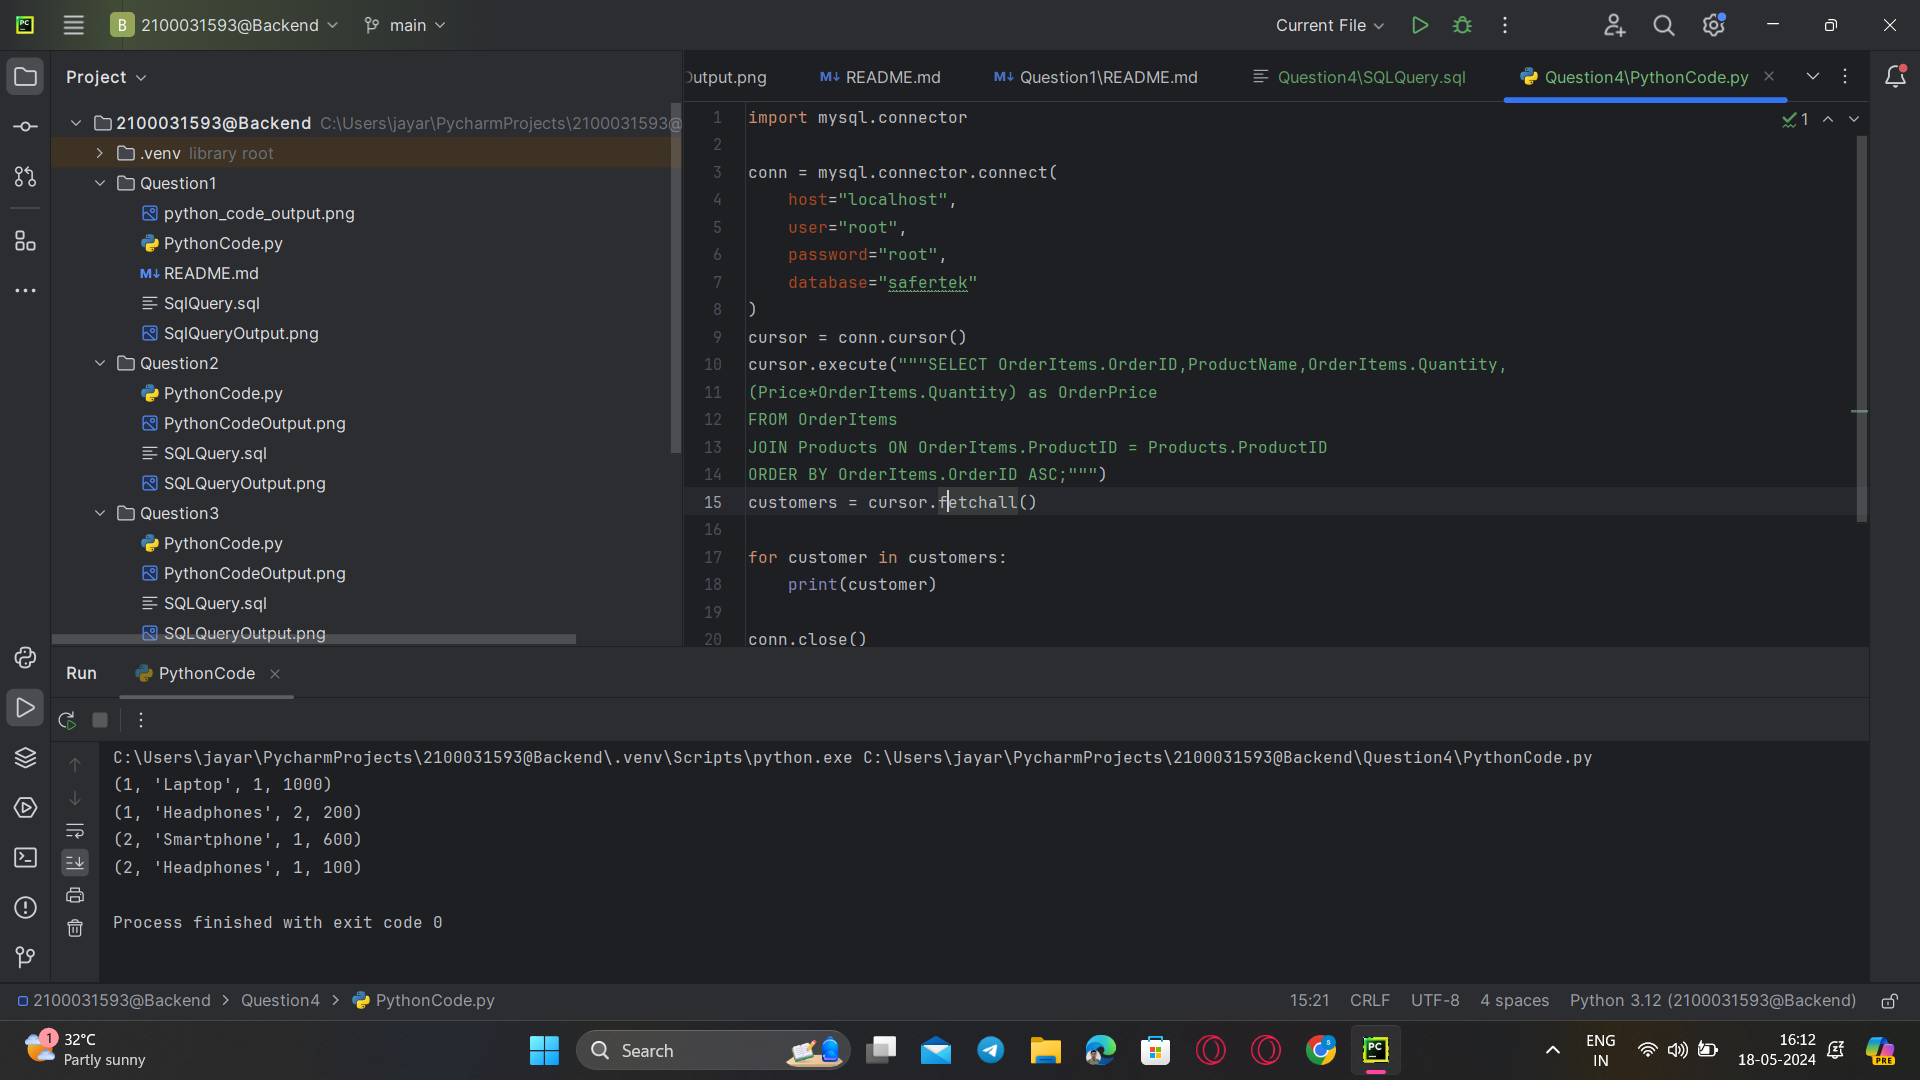 PC
B 2100031593@Backend main
Current File
Project
Output.png
M↓ README.md
M↓ Question1\README.md
Question4\SQLQuery.sql
Question4\PythonCode.py
2100031593@Backend C:\Users\jayar\PycharmProjects\2100031593@
.venv library root
Question1
python_code_output.png
PythonCode.py
M↓ README.md
SqlQuery.sql
SqlQueryOutput.png
Question2
PythonCode.py
PythonCodeOutput.png
SQLQuery.sql
SQLQueryOutput.png
Question3
PythonCode.py
PythonCodeOutput.png
SQLQuery.sql
SQLQueryOutput.png
1
1 import mysql.connector
2
3 conn = mysql.connector.connect(
4 host="localhost",
5 user="root",
6 password="root",
7 database="safertek"
8 )
9 cursor = conn.cursor()
10 cursor.execute("""SELECT OrderItems.OrderID,ProductName,OrderItems.Quantity,
11 (Price*OrderItems.Quantity) as OrderPrice
12 FROM OrderItems
13 JOIN Products ON OrderItems.ProductID = Products.ProductID
14 ORDER BY OrderItems.OrderID ASC;""")
15 customers = cursor.fetchall()
16
17 for customer in customers:
18 print(customer)
19
20 conn.close()
Run PythonCode
C:\Users\jayar\PycharmProjects\2100031593@Backend\.venv\Scripts\python.exe C:\Users\jayar\PycharmProjects\2100031593@Backend\Question4\PythonCode.py
(1, 'Laptop', 1, 1000)
(1, 'Headphones', 2, 200)
(2, 'Smartphone', 1, 600)
(2, 'Headphones', 1, 100)
Process finished with exit code 0
2100031593@Backend > Question4 > PythonCode.py
15:21 CRLF UTF-8 4 spaces Python 3.12 (2100031593@Backend)
1
32°C
Partly sunny
Search
PC
ENG
IN
16:12
18-05-2024
PRE